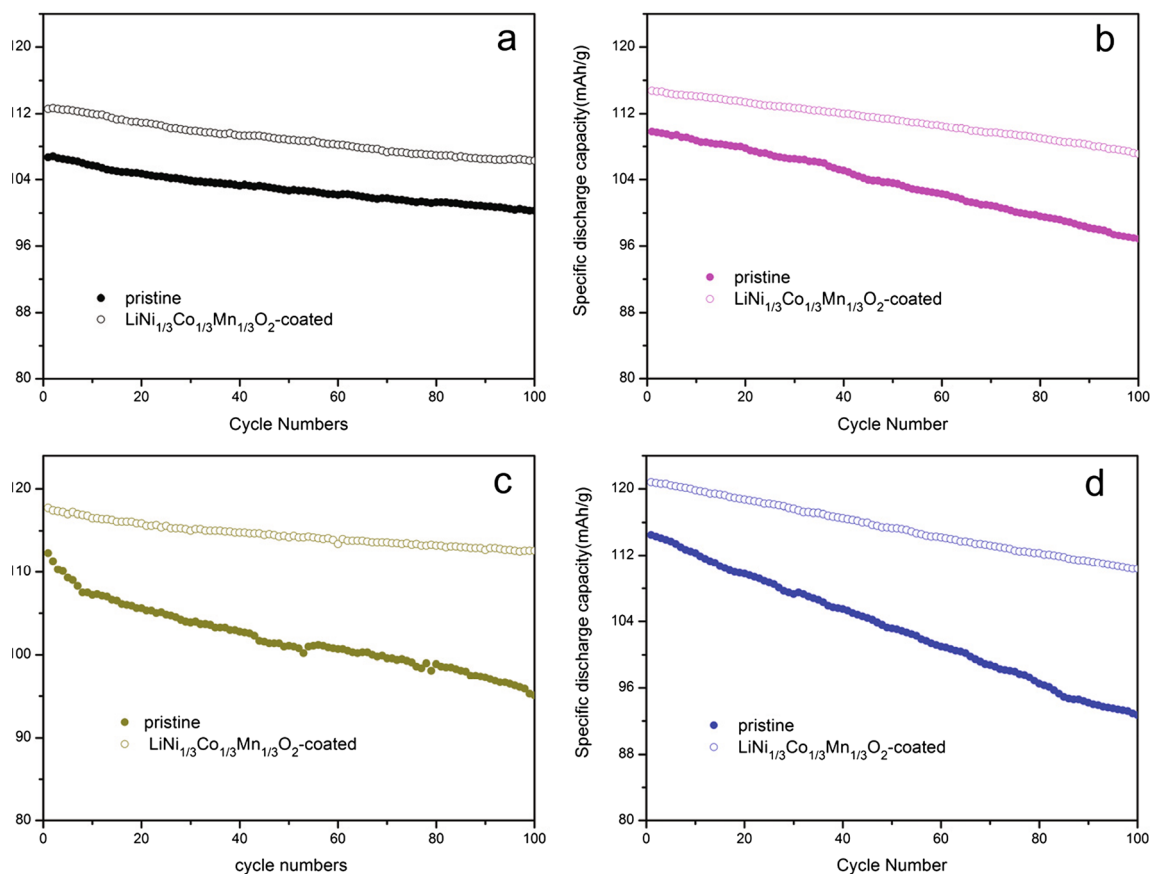 a
120
112
104
96
88
80
0 20 40 60 80 100
Cycle Numbers
pristine
LiNi1/3Co1/3Mn1/3O2-coated
b
Specific discharge capacity(mAh/g)
120
112
104
96
88
80
0 20 40 60 80 100
Cycle Number
pristine
LiNi1/3Co1/3Mn1/3O2-coated
c
120
110
100
90
80
0 20 40 60 80 100
cycle numbers
pristine
LiNi1/3Co1/3Mn1/3O2-coated
d
Specific discharge capacity(mAh/g)
120
112
104
96
88
80
0 20 40 60 80 100
Cycle Number
pristine
LiNi1/3Co1/3Mn1/3O2-coated